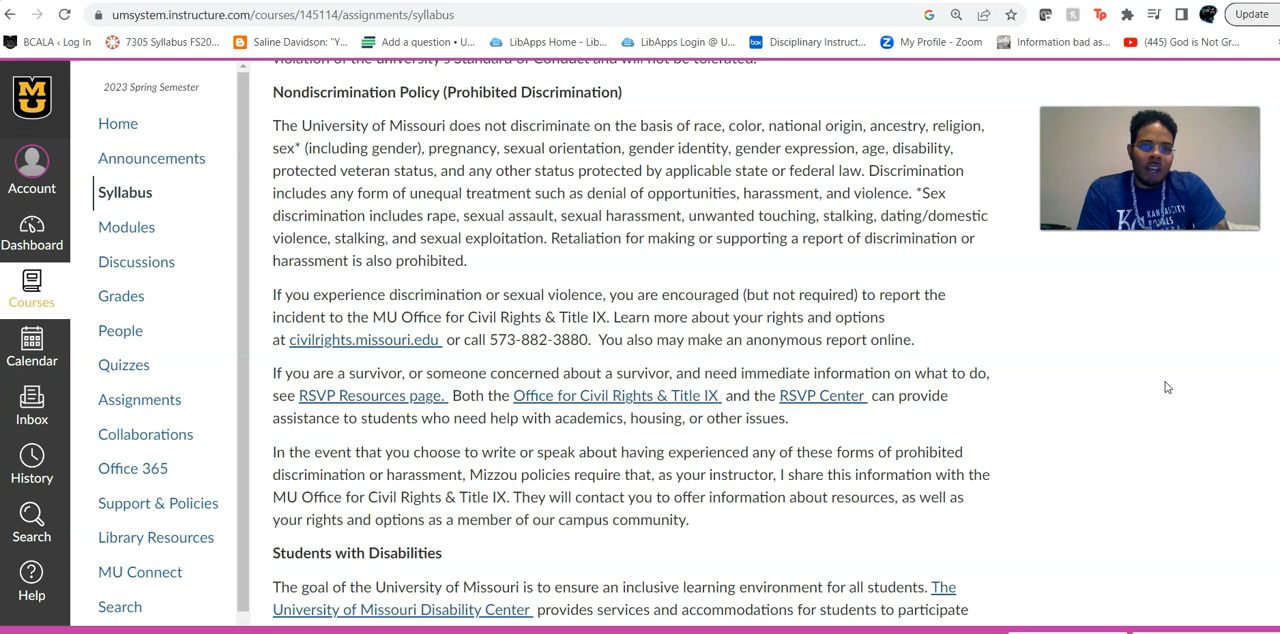 umsystem.instructure.com/courses/145114/assignments/syllabus
Update
BCALA ‹ Log In
7305 Syllabus FS20...
Saline Davidson: "Y...
Add a question • U...
LibApps Home - Lib...
LibApps Login @ U...
box
Disciplinary Instruct...
My Profile - Zoom
Information bad as...
(445) God is Not Gr...
MU
Account
Dashboard
Courses
Calendar
Inbox
History
Search
Help
2023 Spring Semester
Home
Announcements
Syllabus
Modules
Discussions
Grades
People
Quizzes
Assignments
Collaborations
Office 365
Support & Policies
Library Resources
MU Connect
Search
violation of the university's Standard of Conduct and will not be tolerated.
Nondiscrimination Policy (Prohibited Discrimination)
The University of Missouri does not discriminate on the basis of race, color, national origin, ancestry, religion,
sex* (including gender), pregnancy, sexual orientation, gender identity, gender expression, age, disability,
protected veteran status, and any other status protected by applicable state or federal law. Discrimination
includes any form of unequal treatment such as denial of opportunities, harassment, and violence. *Sex
discrimination includes rape, sexual assault, sexual harassment, unwanted touching, stalking, dating/domestic
violence, stalking, and sexual exploitation. Retaliation for making or supporting a report of discrimination or
harassment is also prohibited.
If you experience discrimination or sexual violence, you are encouraged (but not required) to report the
incident to the MU Office for Civil Rights & Title IX. Learn more about your rights and options
at civilrights.missouri.edu or call 573-882-3880. You also may make an anonymous report online.
If you are a survivor, or someone concerned about a survivor, and need immediate information on what to do,
see RSVP Resources page. Both the Office for Civil Rights & Title IX and the RSVP Center can provide
assistance to students who need help with academics, housing, or other issues.
In the event that you choose to write or speak about having experienced any of these forms of prohibited
discrimination or harassment, Mizzou policies require that, as your instructor, I share this information with the
MU Office for Civil Rights & Title IX. They will contact you to offer information about resources, as well as
your rights and options as a member of our campus community.
Students with Disabilities
The goal of the University of Missouri is to ensure an inclusive learning environment for all students. The
University of Missouri Disability Center provides services and accommodations for students to participate
KANSAS CITY
ROYALS